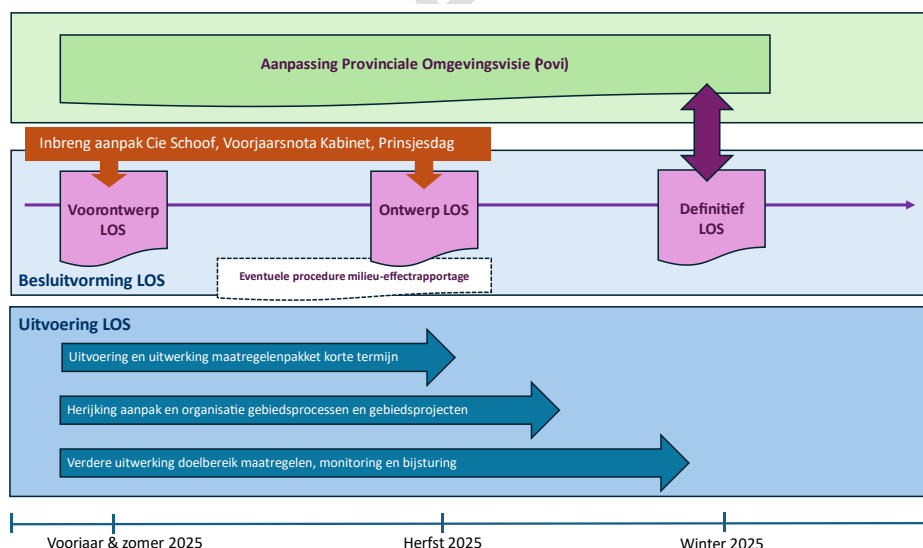 Aanpassing Provinciale Omgevingsvisie (Povi)
Inbreng aanpak Cie Schoof, Voorjaarsnota Kabinet, Prinsjesdag
Voorontwerp
LOS
Ontwerp LOS
Definitief
LOS
Eventuele procedure milieu-effectrapportage
Besluitvorming LOS
Uitvoering LOS
Uitvoering en uitwerking maatregelenpakket korte termijn
Herijking aanpak en organisatie gebiedsprocessen en gebiedsprojecten
Verdere uitwerking doelbereik maatregelen, monitoring en bijsturing
Voorjaar & zomer 2025
Herfst 2025
Winter 2025